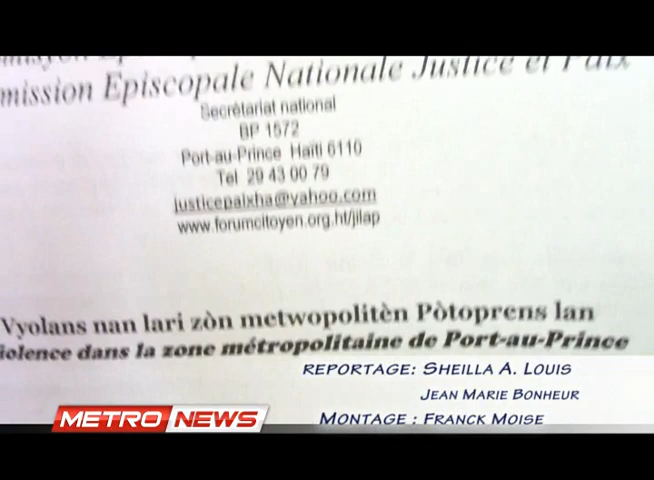 mission Episcopale Nationale Justice et Paix
Secrétariat national
BP 1572
Port-au-Prince Haïti 6110
Tel 29 43 00 79
justicepaixha@yahoo.com
www.forumcitoyen.org.ht/jilap
Vyolans nan lari zòn metwopolitèn Pòtoprens lan
iolence dans la zone métropolitaine de Port-au-Prince
REPORTAGE: SHEILLA A. LOUIS
JEAN MARIE BONHEUR
MONTAGE : FRANCK MOISE
METRO NEWS